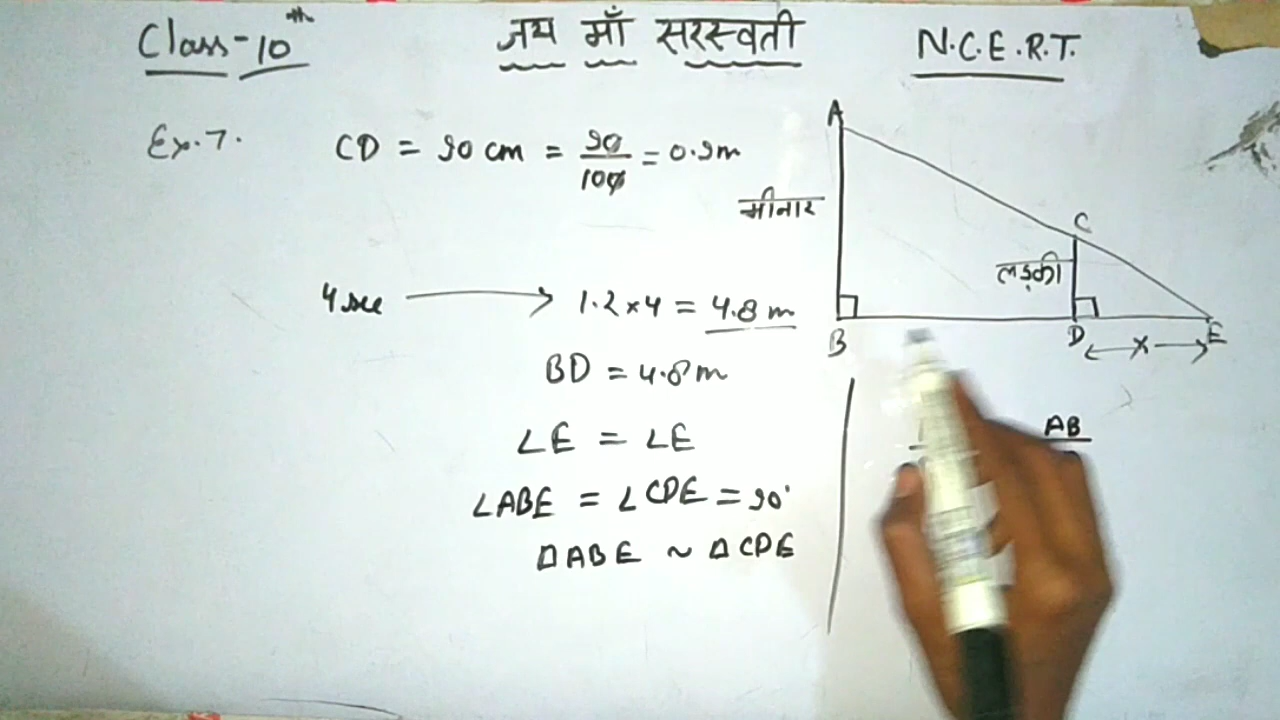 Class-10th जय माँ सरस्वती N.C.E.R.T.
Ex.7. CD = 90 cm = 90/100 = 0.9m
4 sec → 1.2×4 = 4.8 m
BD = 4.8m
∠E = ∠E
∠ABE = ∠CDE = 90°
ΔABE ~ ΔCDE
A
मीनार
C
लड़की
B
D
x
E
AB